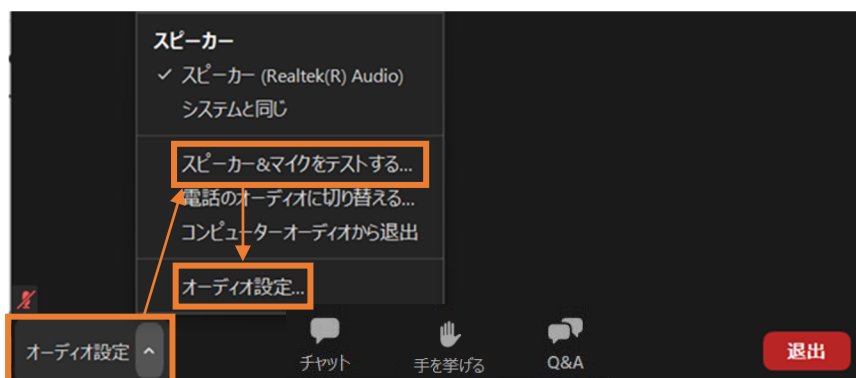 スピーカー
スピーカー (Realtek(R) Audio)
システムと同じ
スピーカー&マイクをテストする...
電話のオーディオに切り替える...
コンピューターオーディオから退出
オーディオ設定...
オーディオ設定
チャット
手を挙げる
Q&A
退出